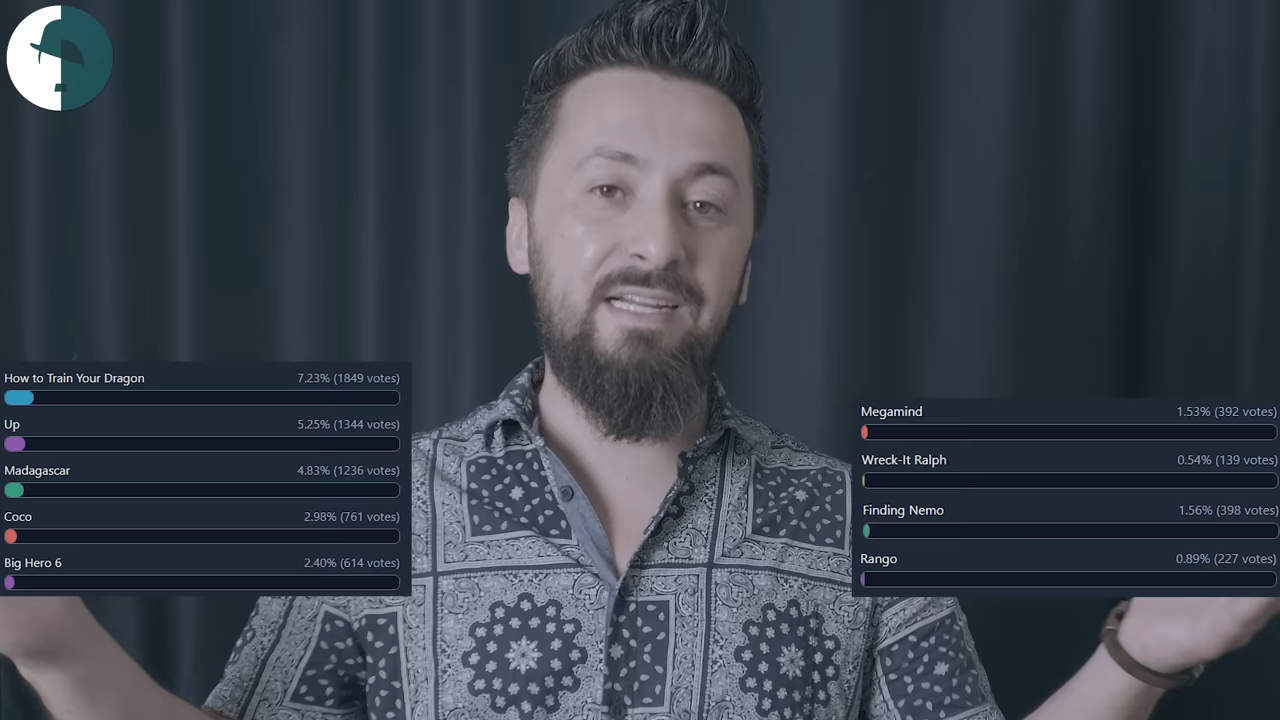 How to Train Your Dragon 7.23% (1849 votes)
Up 5.25% (1344 votes)
Madagascar 4.83% (1236 votes)
Coco 2.98% (761 votes)
Big Hero 6 2.40% (614 votes)
Megamind 1.53% (392 votes)
Wreck-It Ralph 0.54% (139 votes)
Finding Nemo 1.56% (398 votes)
Rango 0.89% (227 votes)